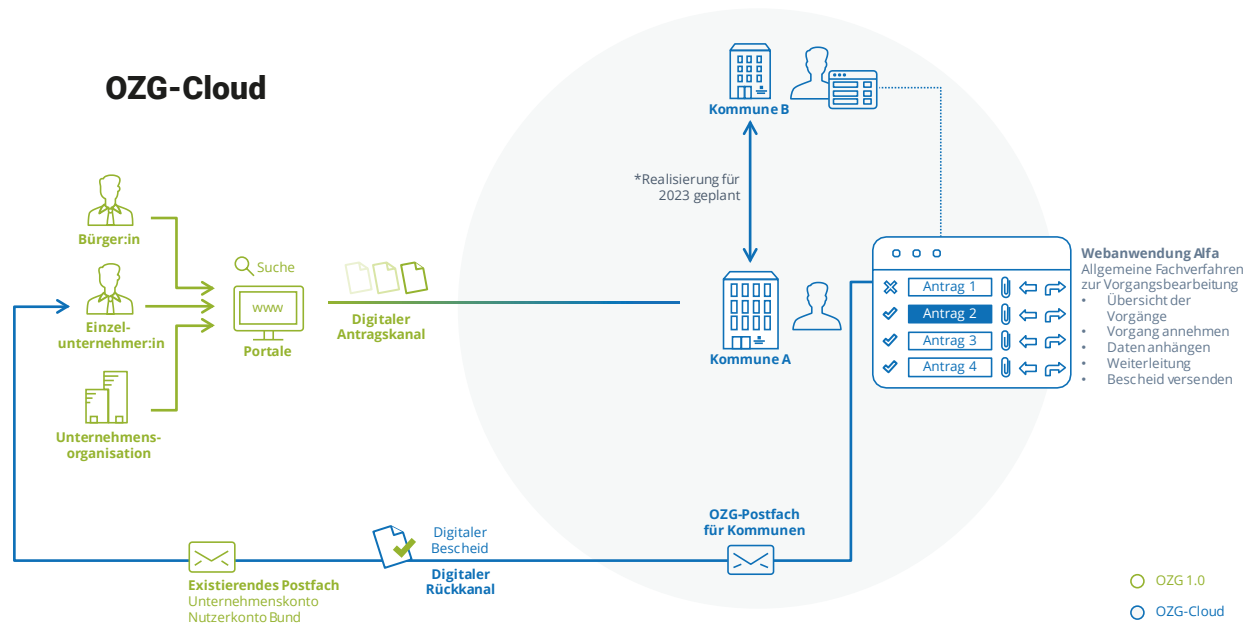 OZG-Cloud
Bürger:in
Einzel-
unternehmer:in
Unternehmens-
organisation
Suche
www
Portale
Digitaler
Antragskanal
Kommune B
*Realisierung für
2023 geplant
Kommune A
Antrag 1
Antrag 2
Antrag 3
Antrag 4
Webanwendung Alfa
Allgemeine Fachverfahren
zur Vorgangsbearbeitung
• Übersicht der
Vorgänge
• Vorgang annehmen
• Daten anhängen
• Weiterleitung
• Bescheid versenden
OZG-Postfach
für Kommunen
Digitaler
Bescheid
Digitaler
Rückkanal
Existierendes Postfach
Unternehmenskonto
Nutzerkonto Bund
OZG 1.0
OZG-Cloud